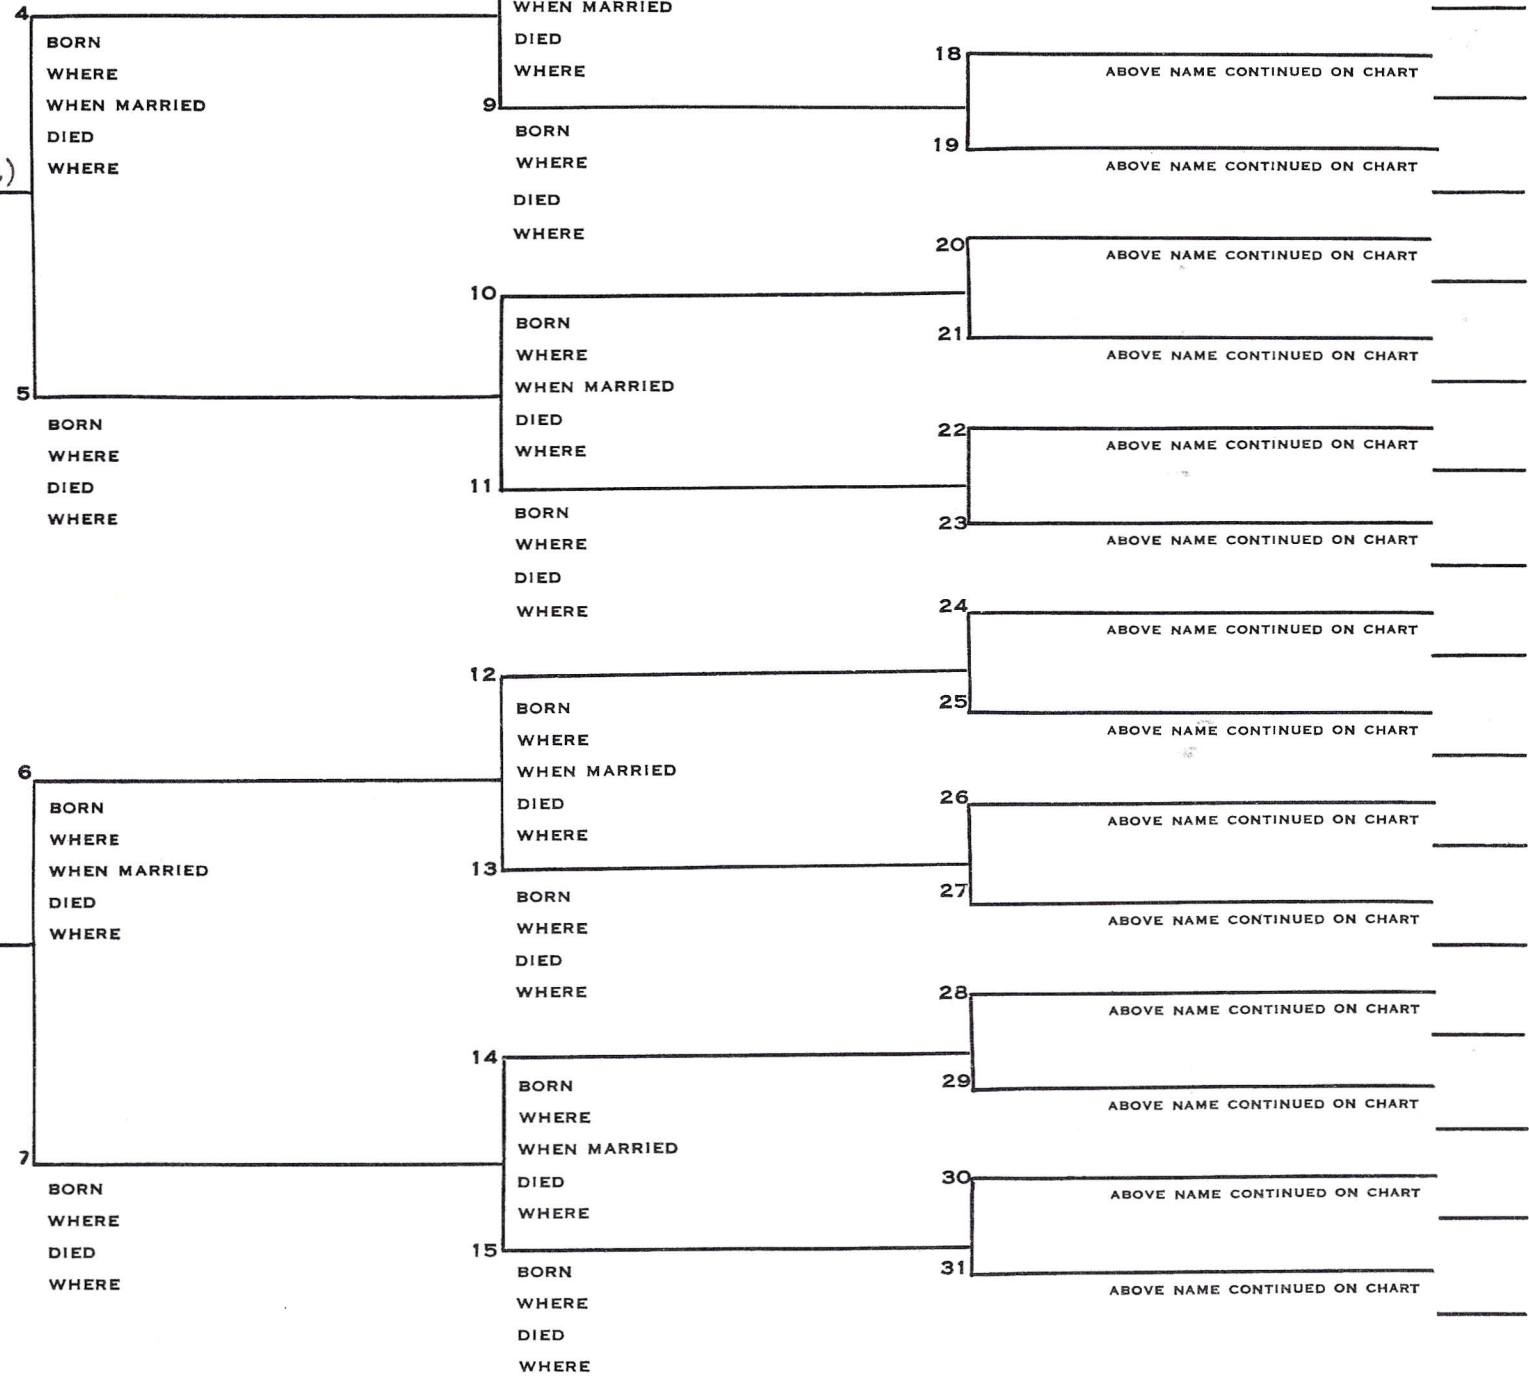 4
BORN
WHERE
WHEN MARRIED
DIED
WHERE
)
5
BORN
WHERE
DIED
WHERE
6
BORN
WHERE
WHEN MARRIED
DIED
WHERE
7
BORN
WHERE
DIED
WHERE
WHEN MARRIED
DIED
WHERE
9
BORN
WHERE
DIED
WHERE
10
BORN
WHERE
WHEN MARRIED
DIED
WHERE
11
BORN
WHERE
DIED
WHERE
12
BORN
WHERE
WHEN MARRIED
DIED
WHERE
13
BORN
WHERE
DIED
WHERE
14
BORN
WHERE
WHEN MARRIED
DIED
WHERE
15
BORN
WHERE
DIED
WHERE
18
ABOVE NAME CONTINUED ON CHART
19
ABOVE NAME CONTINUED ON CHART
20
ABOVE NAME CONTINUED ON CHART
21
ABOVE NAME CONTINUED ON CHART
22
ABOVE NAME CONTINUED ON CHART
23
ABOVE NAME CONTINUED ON CHART
24
ABOVE NAME CONTINUED ON CHART
25
ABOVE NAME CONTINUED ON CHART
26
ABOVE NAME CONTINUED ON CHART
27
ABOVE NAME CONTINUED ON CHART
28
ABOVE NAME CONTINUED ON CHART
29
ABOVE NAME CONTINUED ON CHART
30
ABOVE NAME CONTINUED ON CHART
31
ABOVE NAME CONTINUED ON CHART